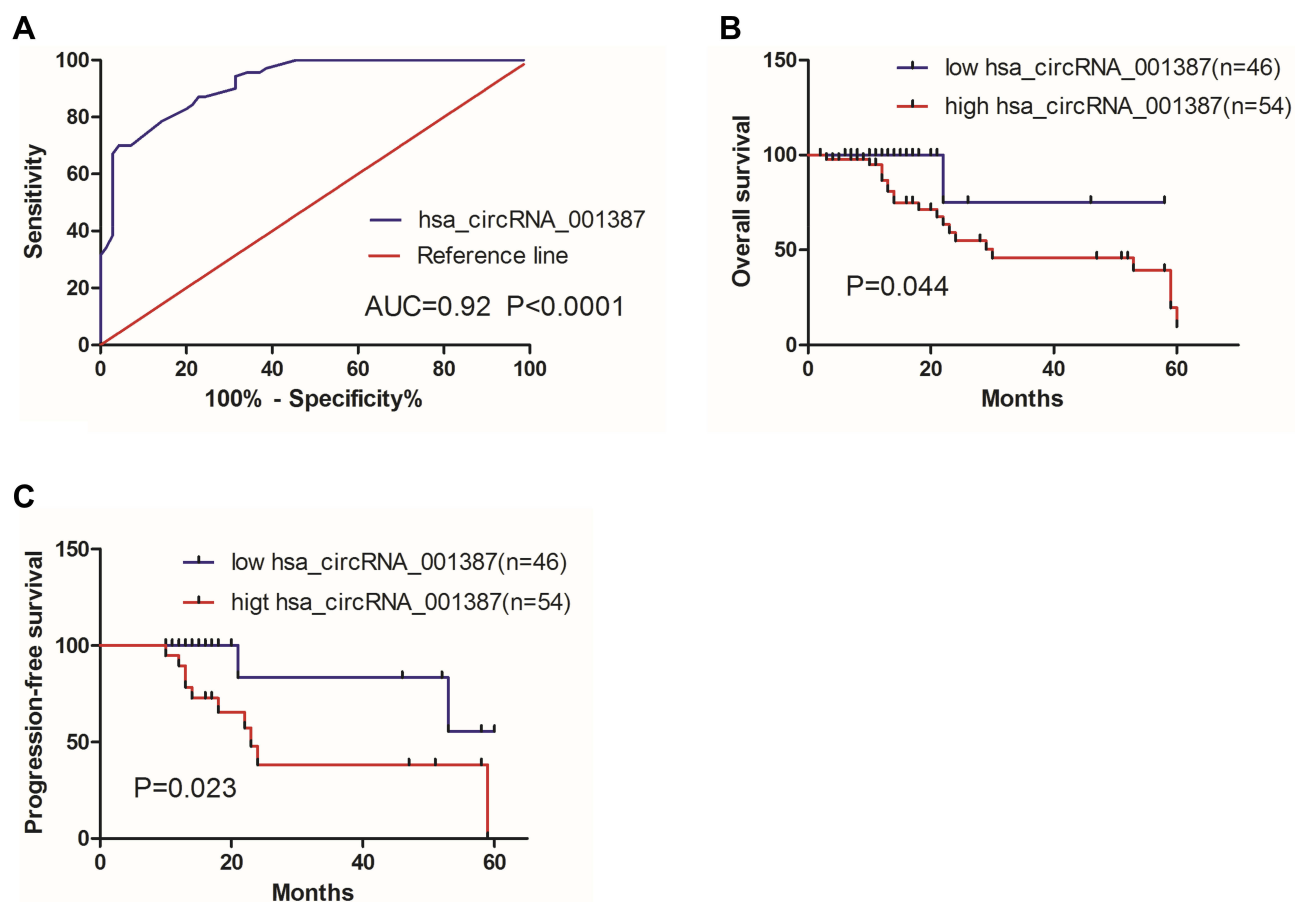 A
100
80
60
40
20
0
Sensitivity
hsa_circRNA_001387
Reference line
AUC=0.92 P<0.0001
0 20 40 60 80 100
100% - Specificity%
B
150
100
50
0
Overall survival
low hsa_circRNA_001387(n=46)
high hsa_circRNA_001387(n=54)
P=0.044
0 20 40 60
Months
C
150
100
50
0
Progression-free survival
low hsa_circRNA_001387(n=46)
higt hsa_circRNA_001387(n=54)
P=0.023
0 20 40 60
Months